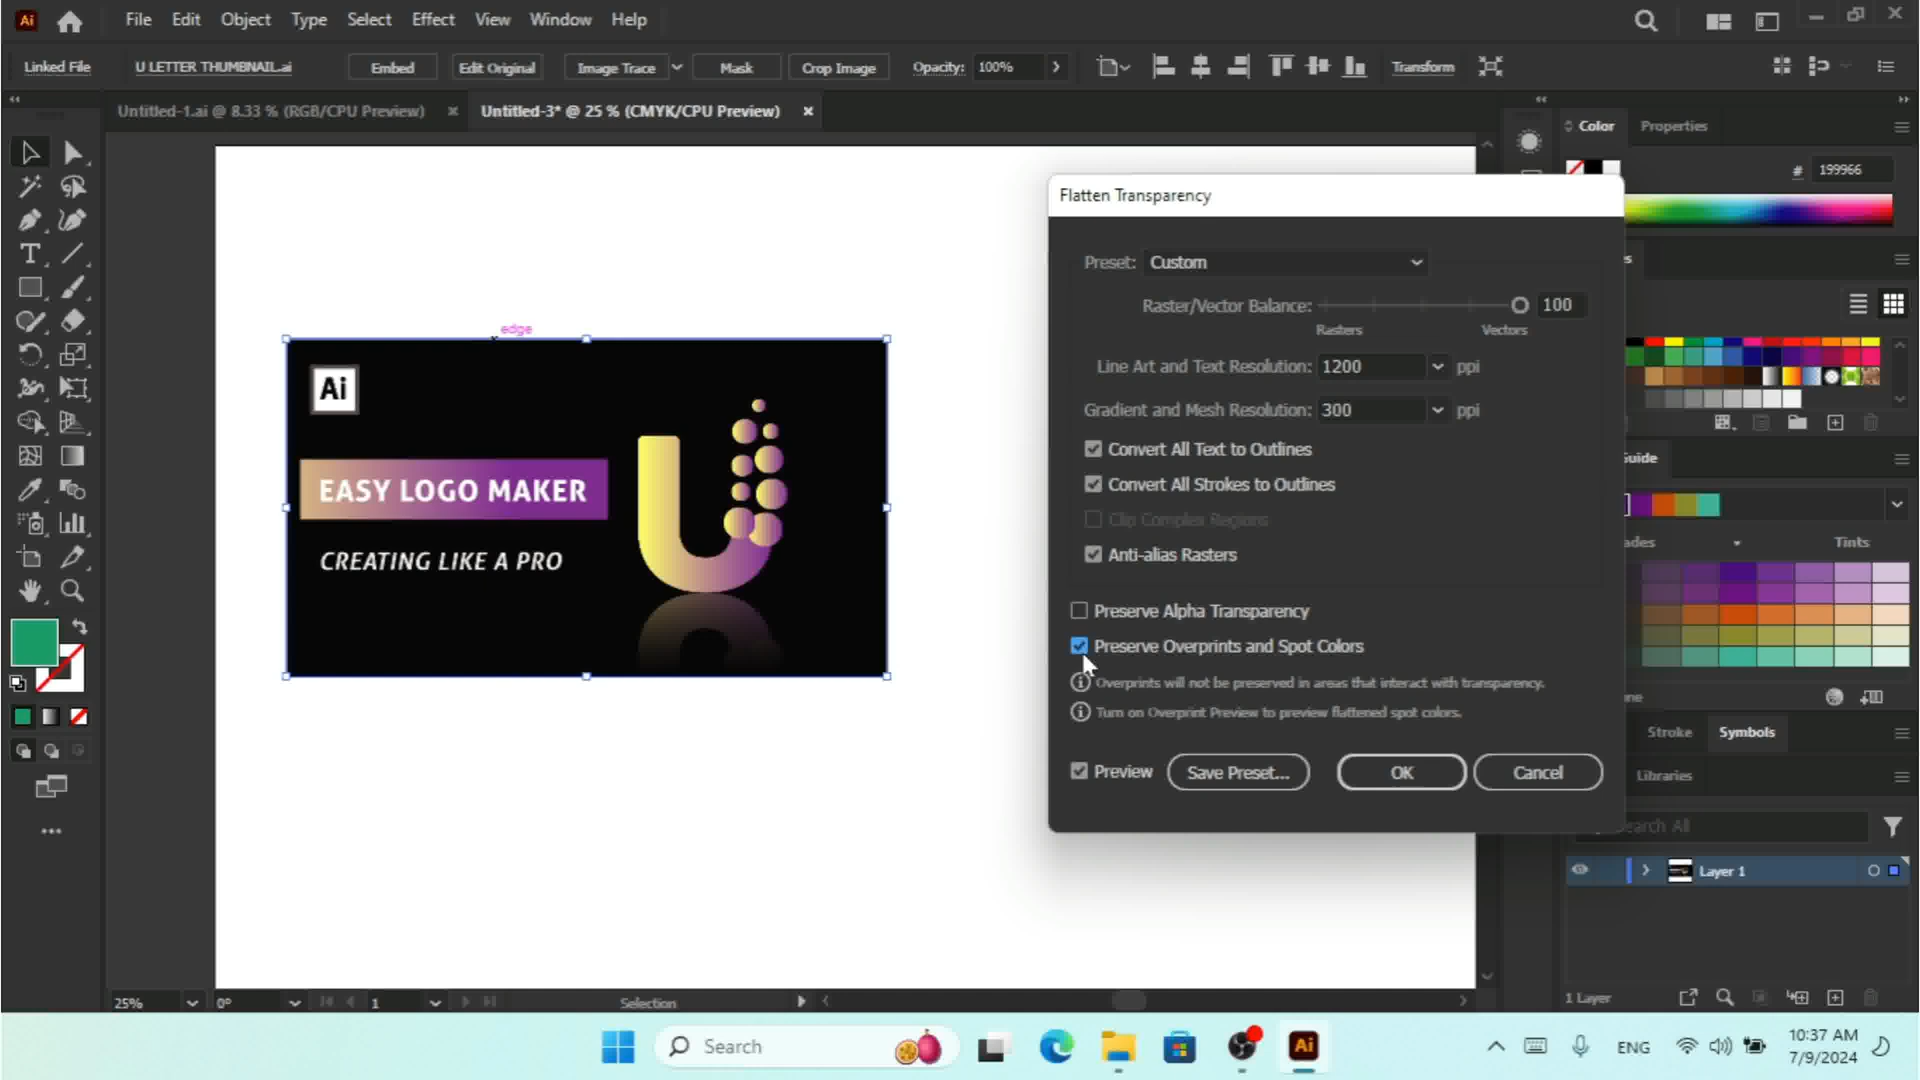 Ai File Edit Object Type Select Effect View Window Help
Linked File U LETTER THUMBNAIL.ai Embed Edit Original Image Trace Mask Crop Image Opacity: 100% Transform
Untitled-1.ai @ 8.33 % (RGB/CPU Preview) Untitled-3* @ 25 % (CMYK/CPU Preview)
Color Properties
# 199966
Flatten Transparency
Preset: Custom
Raster/Vector Balance: 100
Rasters Vectors
Line Art and Text Resolution: 1200 ppi
Gradient and Mesh Resolution: 300 ppi
Convert All Text to Outlines
Convert All Strokes to Outlines
Clip Complex Regions
Anti-alias Rasters
Preserve Alpha Transparency
Preserve Overprints and Spot Colors
Overprints will not be preserved in areas that interact with transparency.
Turn on Overprint Preview to preview flattened spot colors.
Preview Save Preset... OK Cancel
edge
Ai
EASY LOGO MAKER
CREATING LIKE A PRO
Guide
Tints
Stroke Symbols
Libraries
Search All
Layer 1
1 Layer
25% 0° 1 Selection
Search
Ai
ENG
10:37 AM
7/9/2024